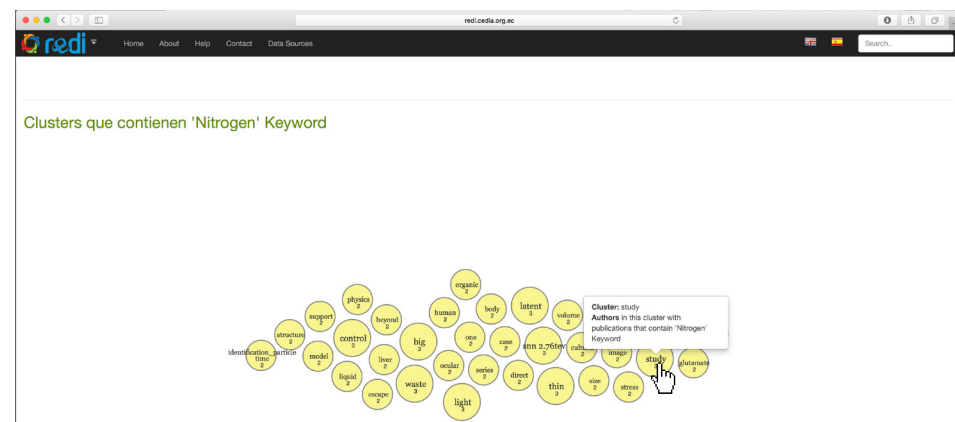 redi.cedia.org.ec
redi Home About Help Contact Data Sources Search..
Clusters que contienen 'Nitrogen' Keyword
organic
2
physics
2
support
2
beyond
2
human
2
body
2
latent
3
volume
2
Cluster: study
Authors in this cluster with
publications that contain 'Nitrogen'
Keyword
structure
2
control
3
big
3
one
2
case
2
snn 2.76tev
3
identification_particle
time
2
model
2
liver
2
ocular
2
series
2
direct
2
image
2
study
glutamate
2
liquid
2
escape
2
waste
3
light
3
thin
3
size
2
stress
2